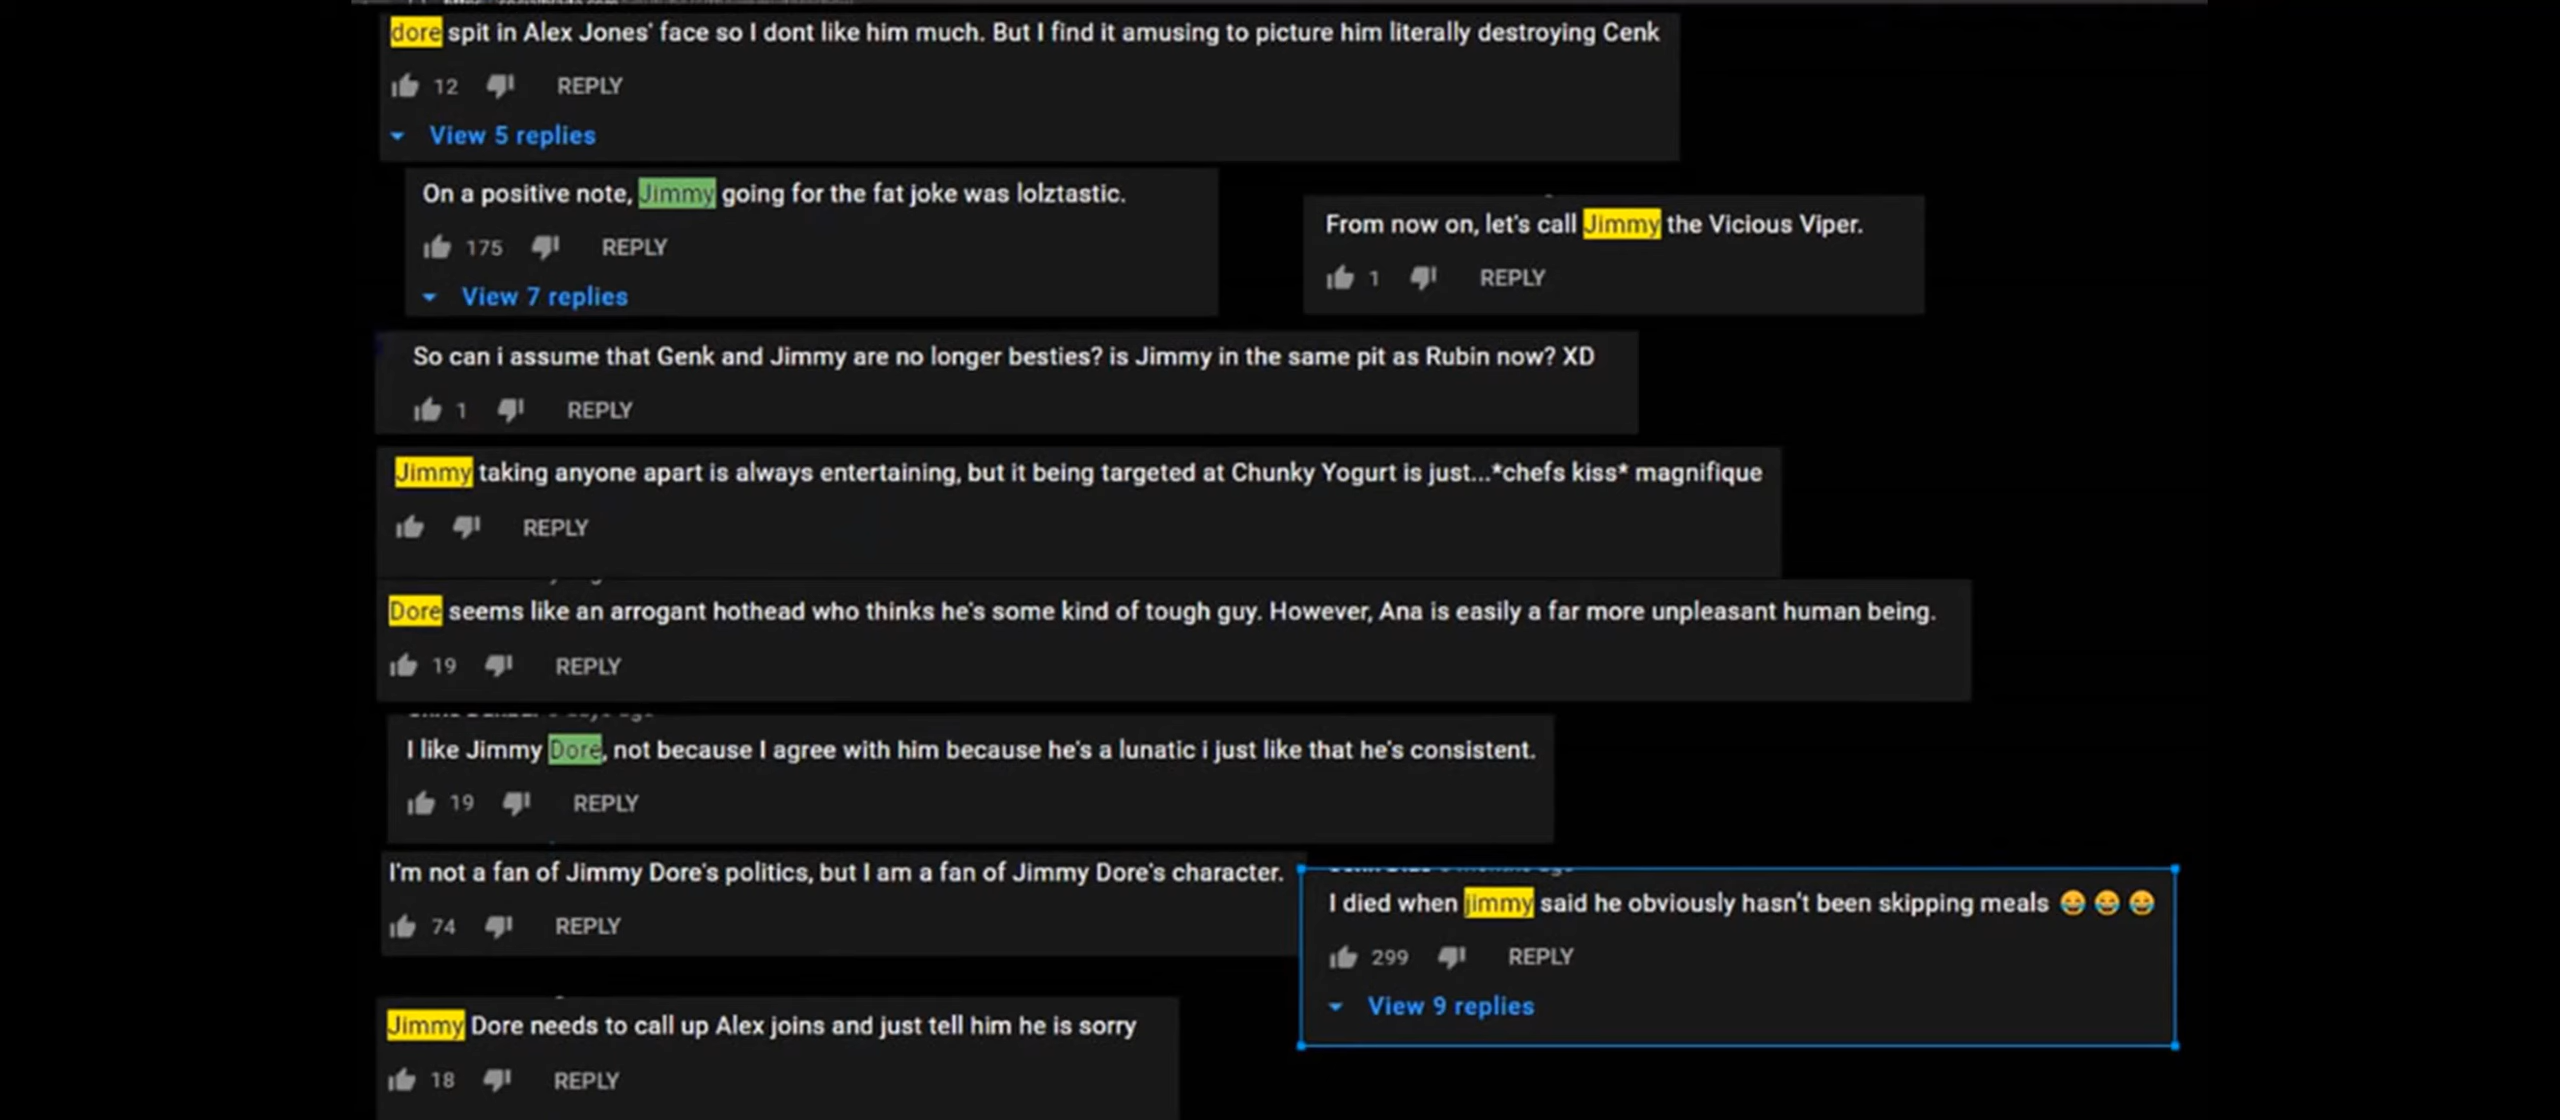 dore spit in Alex Jones' face so I dont like him much. But I find it amusing to picture him literally destroying Cenk
12 REPLY
View 5 replies
On a positive note, Jimmy going for the fat joke was lolztastic.
175 REPLY
View 7 replies
From now on, let's call Jimmy the Vicious Viper.
1 REPLY
So can i assume that Genk and Jimmy are no longer besties? is Jimmy in the same pit as Rubin now? XD
1 REPLY
Jimmy taking anyone apart is always entertaining, but it being targeted at Chunky Yogurt is just...*chefs kiss* magnifique
REPLY
Dore seems like an arrogant hothead who thinks he's some kind of tough guy. However, Ana is easily a far more unpleasant human being.
19 REPLY
I like Jimmy Dore, not because I agree with him because he's a lunatic i just like that he's consistent.
19 REPLY
I'm not a fan of Jimmy Dore's politics, but I am a fan of Jimmy Dore's character.
74 REPLY
I died when jimmy said he obviously hasn't been skipping meals 😂 😂 😂
299 REPLY
View 9 replies
Jimmy Dore needs to call up Alex joins and just tell him he is sorry
18 REPLY